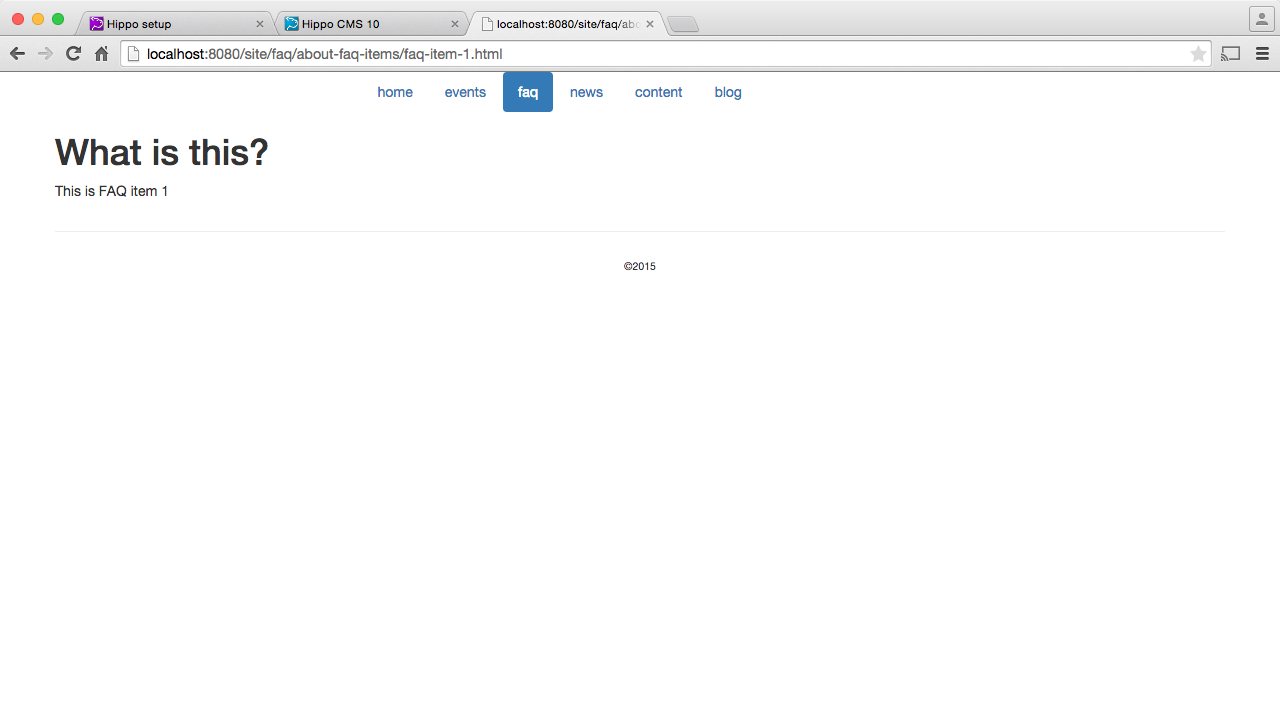 Hippo setup
Hippo CMS 10
localhost:8080/site/faq/abo
localhost:8080/site/faq/about-faq-items/faq-item-1.html
home events faq news content blog
What is this?
This is FAQ item 1
©2015